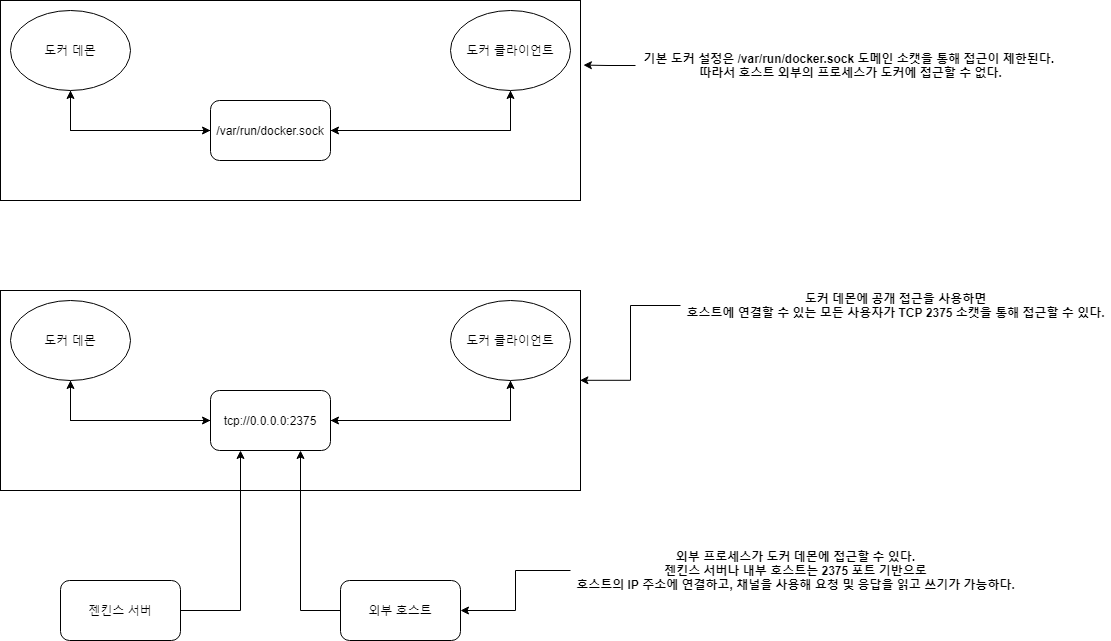 도커 데몬
도커 클라이언트
기본 도커 설정은 /var/run/docker.sock 도메인 소캣을 통해 접근이 제한된다.
따라서 호스트 외부의 프로세스가 도커에 접근할 수 없다.
/var/run/docker.sock
도커 데몬
도커 클라이언트
도커 데몬에 공개 접근을 사용하면
호스트에 연결할 수 있는 모든 사용자가 TCP 2375 소캣을 통해 접근할 수 있다.
tcp://0.0.0.0:2375
외부 프로세스가 도커 데몬에 접근할 수 있다.
젠킨스 서버나 내부 호스트는 2375 포트 기반으로
호스트의 IP 주소에 연결하고, 채널을 사용해 요청 및 응답을 읽고 쓰기가 가능하다.
젠킨스 서버
외부 호스트